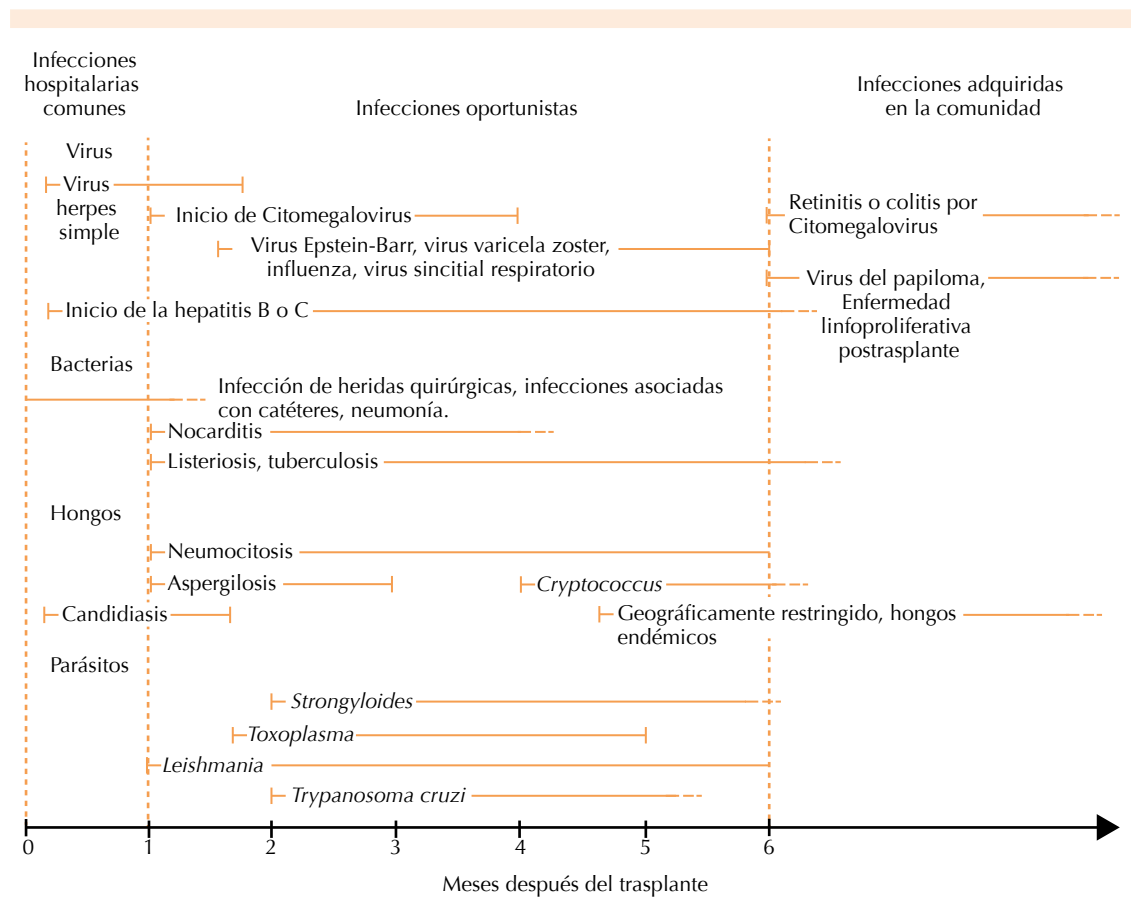 Infecciones
hospitalarias
comunes
Infecciones oportunistas
Infecciones adquiridas
en la comunidad
Virus
Virus
herpes
simple
Inicio de Citomegalovirus
Retinitis o colitis por
Citomegalovirus
Virus Epstein-Barr, virus varicela zoster,
influenza, virus sincitial respiratorio
Virus del papiloma,
Enfermedad
linfoproliferativa
postrasplante
Inicio de la hepatitis B o C
Bacterias
Infección de heridas quirúrgicas, infecciones asociadas
con catéteres, neumonía.
Nocarditis
Listeriosis, tuberculosis
Hongos
Neumocitosis
Aspergilosis
Cryptococcus
Candidiasis
Geográficamente restringido, hongos
endémicos
Parásitos
Strongyloides
Toxoplasma
Leishmania
Trypanosoma cruzi
0 1 2 3 4 5 6
Meses después del trasplante